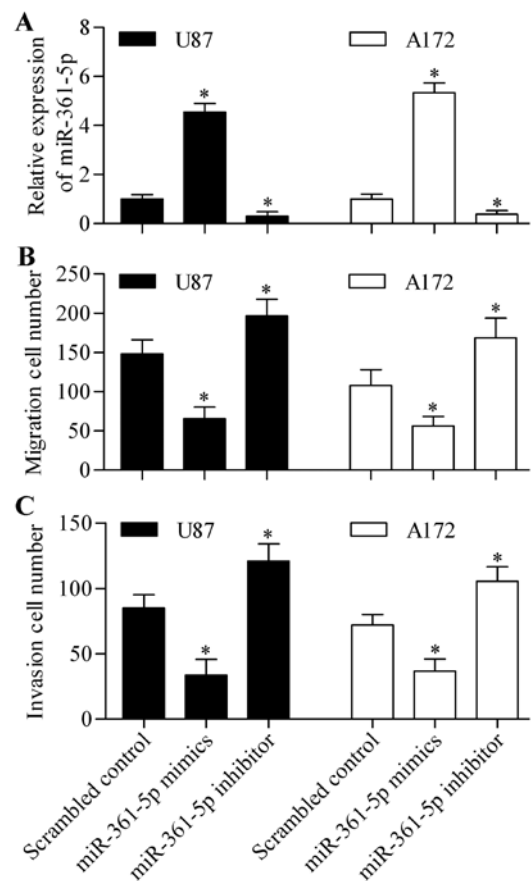 A
U87
A172
Relative expression
of miR-361-5p
8
6
4
2
0
*
*
*
*
B
U87
A172
Migration cell number
250
200
150
100
50
0
*
*
*
*
C
U87
A172
Invasion cell number
150
100
50
0
*
*
*
*
Scrambled control
miR-361-5p mimics
miR-361-5p inhibitor
Scrambled control
miR-361-5p mimics
miR-361-5p inhibitor